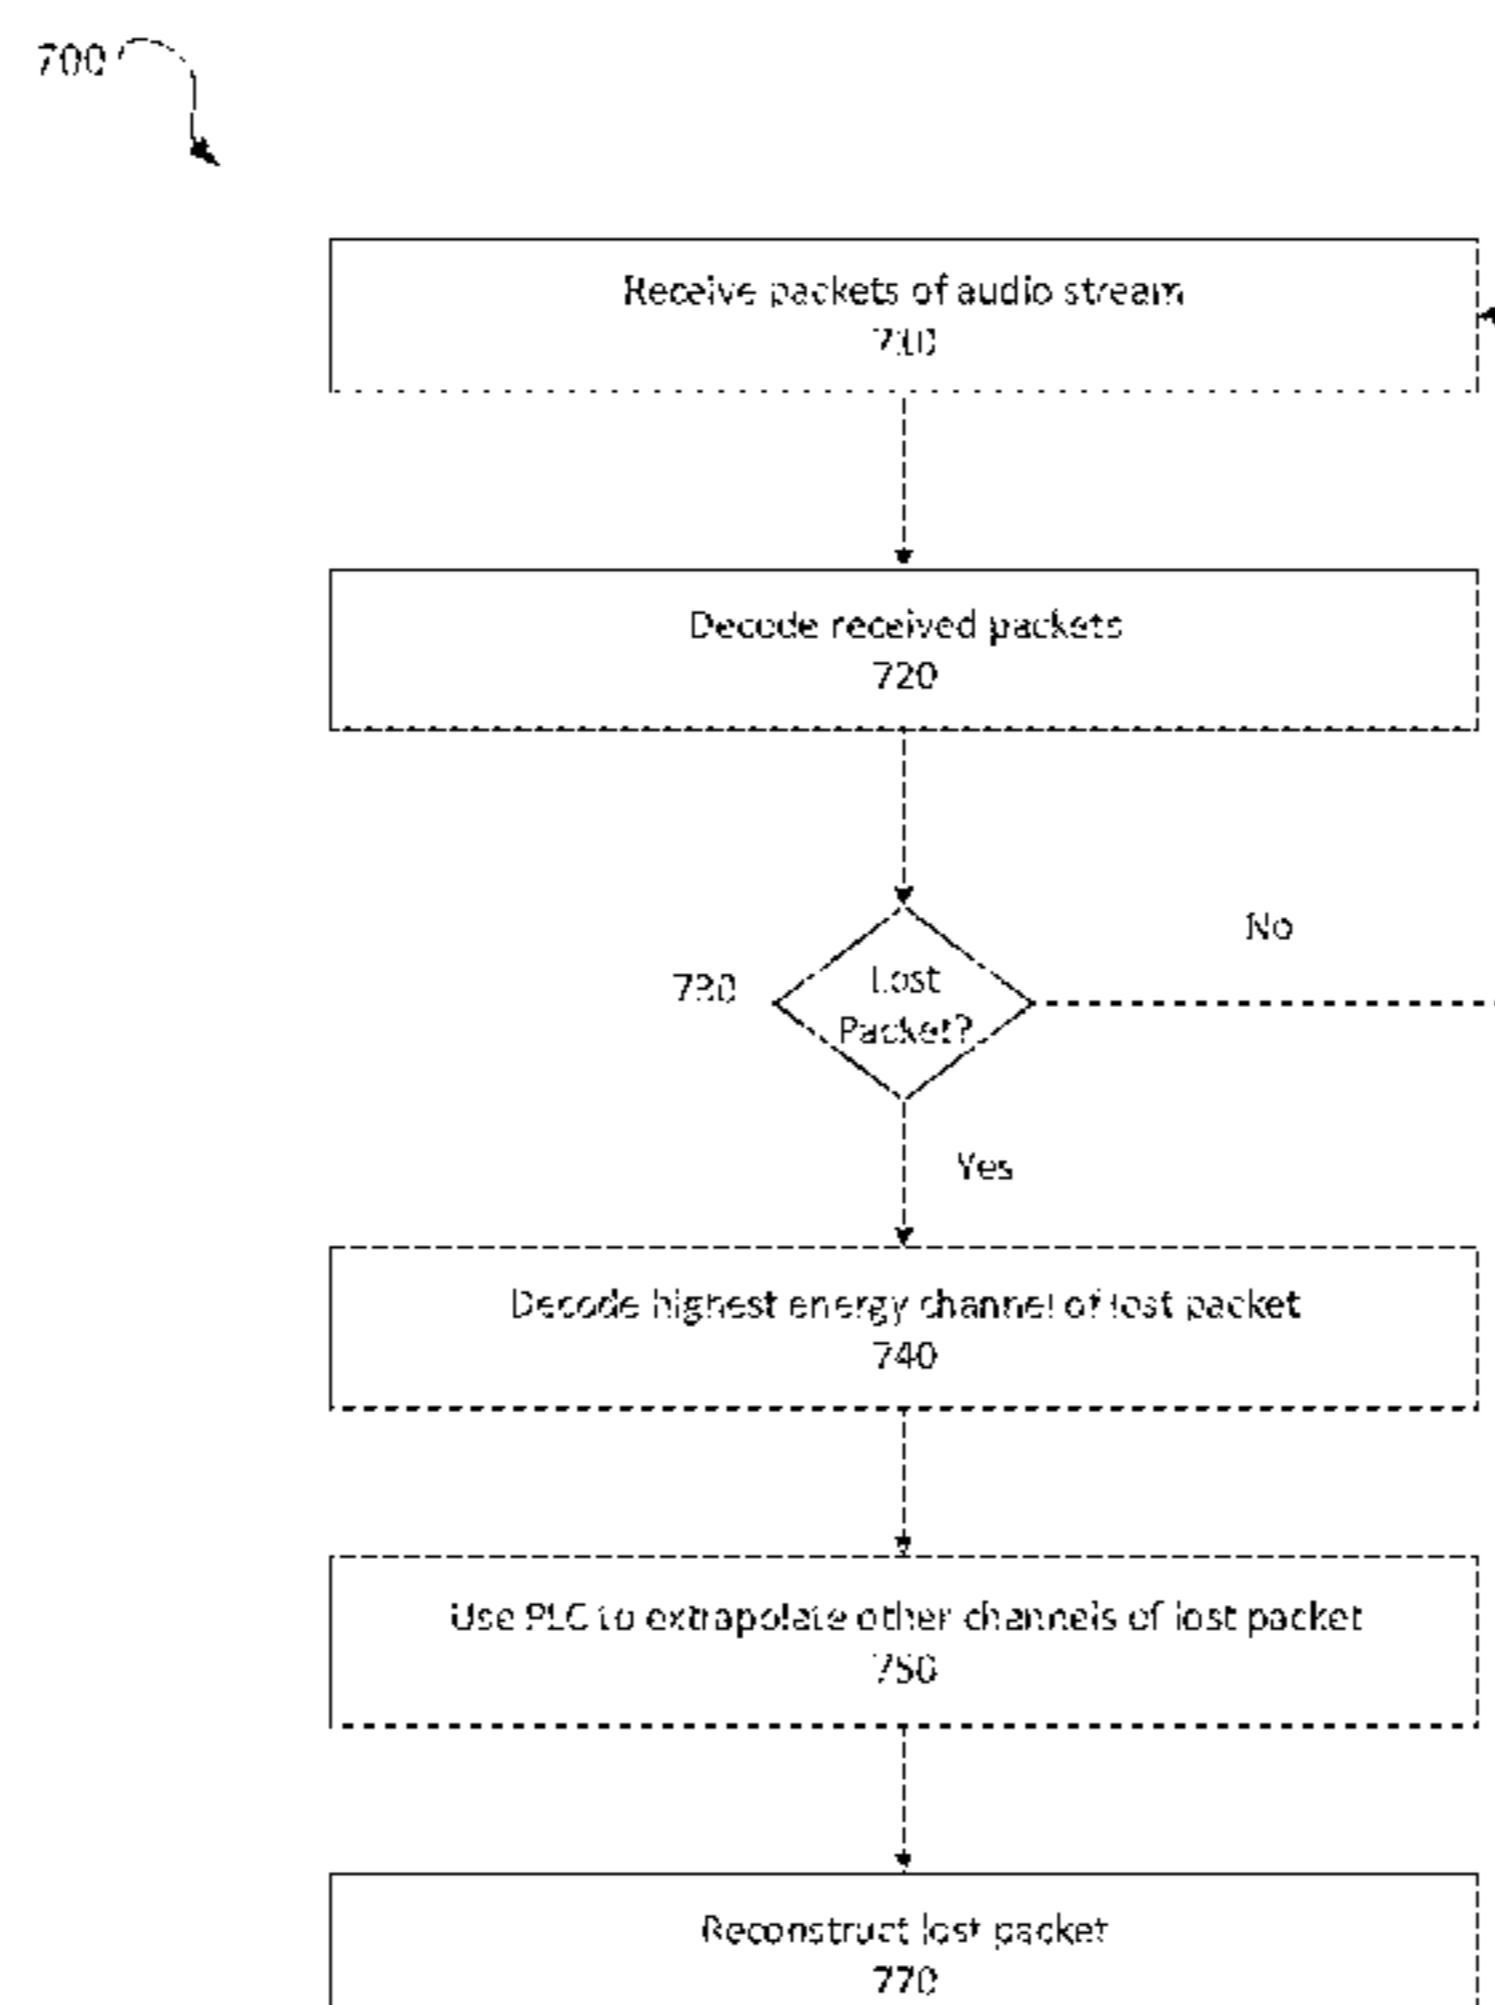 700
Receive packets of audio stream
710
Decode received packets
720
No
730
Lost
Packet?
Yes
Decode highest energy channel of lost packet
740
Use PLC to extrapolate other channels of lost packet
750
Reconstruct lost packet
770